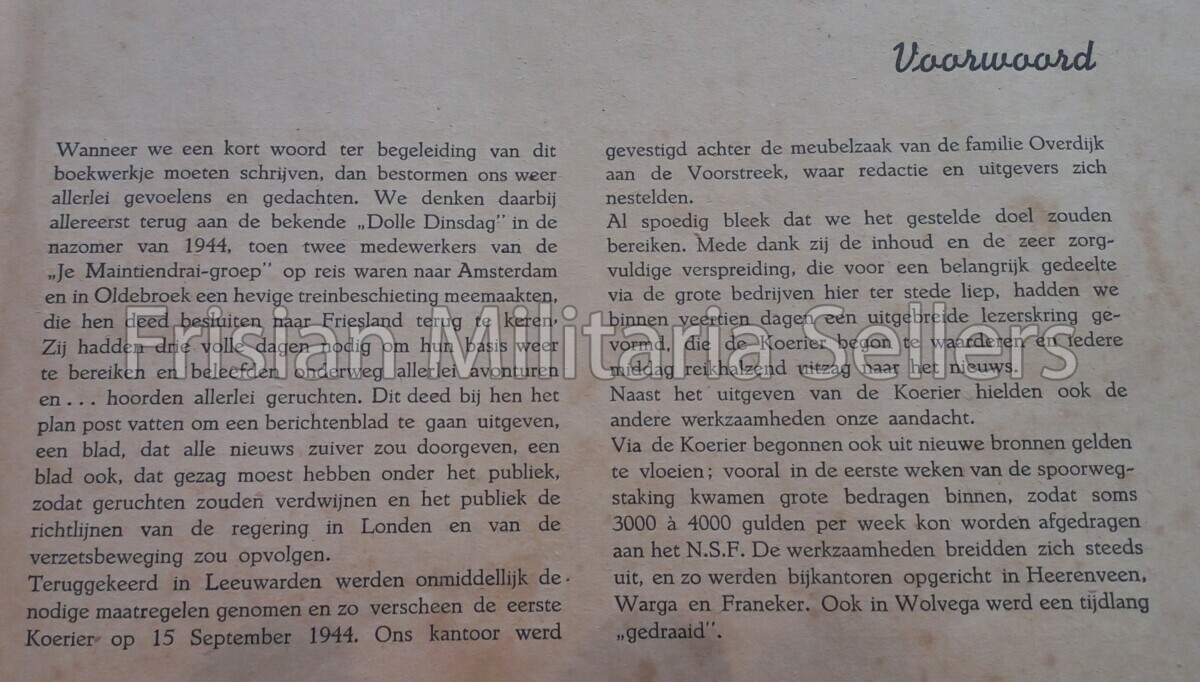 Voorwoord
Wanneer we een kort woord ter begeleiding van dit
boekwerkje moeten schrijven, dan bestormen ons weer
allerlei gevoelens en gedachten. We denken daarbij
allereerst terug aan de bekende „Dolle Dinsdag" in de
nazomer van 1944, toen twee medewerkers van de
„Je Maintiendrai-groep" op reis waren naar Amsterdam
en in Oldebroek een hevige treinbeschieting meemaakten,
die hen deed besluiten naar Friesland terug te keren.
Zij hadden drie volle dagen nodig om hun basis weer
te bereiken en beleefden onderweg allerlei avonturen
en... hoorden allerlei geruchten. Dit deed bij hen het
plan post vatten om een berichtenblad te gaan uitgeven,
een blad, dat alle nieuws zuiver zou doorgeven, een
blad ook, dat gezag moest hebben onder het publiek,
zodat geruchten zouden verdwijnen en het publiek de
richtlijnen van de regering in Londen en van de
verzetsbeweging zou opvolgen.
Teruggekeerd in Leeuwarden werden onmiddellijk de
nodige maatregelen genomen en zo verscheen de eerste
Koerier op 15 September 1944. Ons kantoor werd
gevestigd achter de meubelzaak van de familie Overdijk
aan de Voorstreek, waar redactie en uitgevers zich
nestelden.
Al spoedig bleek dat we het gestelde doel zouden
bereiken. Mede dank zij de inhoud en de zeer zorg-
vuldige verspreiding, die voor een belangrijk gedeelte
via de grote bedrijven hier ter stede liep, hadden we
binnen veertien dagen een uitgebreide lezerskring ge-
vormd, die de Koerier begon te waarderen en iedere
middag reikhalzend uitzag naar het nieuws.
Naast het uitgeven van de Koerier hielden ook de
andere werkzaamheden onze aandacht.
Via de Koerier begonnen ook uit nieuwe bronnen gelden
te vloeien; vooral in de eerste weken van de spoorweg-
staking kwamen grote bedragen binnen, zodat soms
3000 à 4000 gulden per week kon worden afgedragen
aan het N.S.F. De werkzaamheden breidden zich steeds
uit, en zo werden bijkantoren opgericht in Heerenveen,
Warga en Franeker. Ook in Wolvega werd een tijdlang
„gedraaid".
Frisian Militaria Sellers